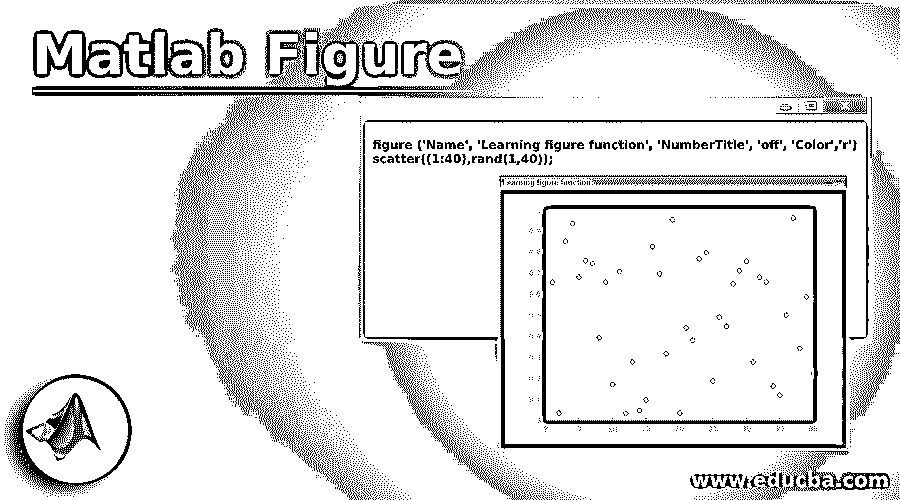 Matlab Figure
figure ('Name', 'Learning figure function', 'NumberTitle', 'off', 'Color','r')
scatter((1:40),rand(1,40));
Learning figure function
www.educba.com